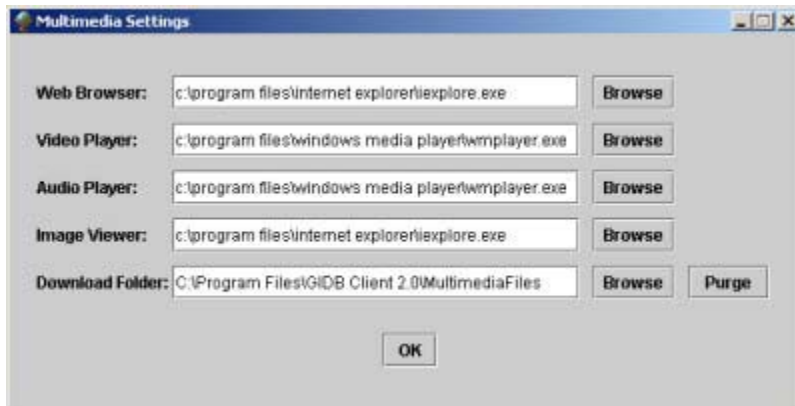 Multimedia Settings
Web Browser: c:\program files\internet explorer\iexplore.exe Browse
Video Player: c:\program files\windows media player\wmplayer.exe Browse
Audio Player: c:\program files\windows media player\wmplayer.exe Browse
Image Viewer: c:\program files\internet explorer\iexplore.exe Browse
Download Folder: C:\Program Files\GIDB Client 2.0\MultimediaFiles Browse Purge
OK